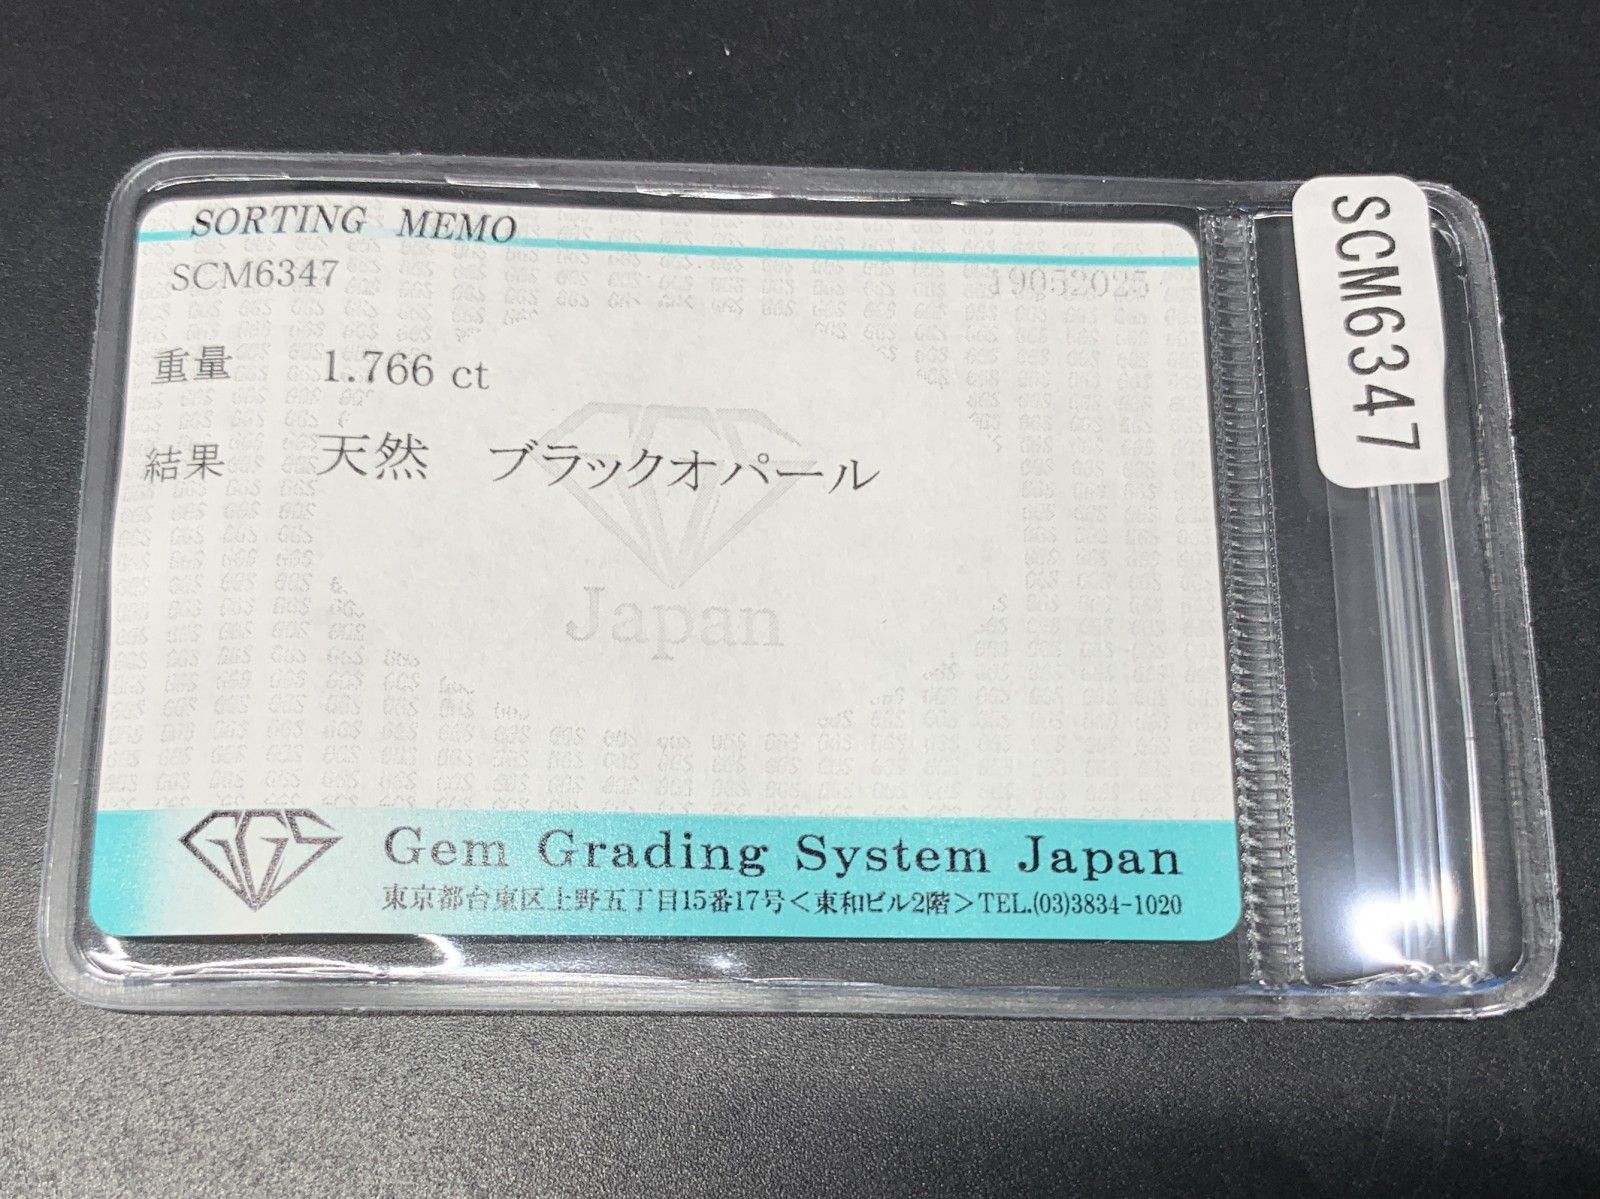 SORTING MEMO
SCM6347 19052025
重量 1.766 ct
結果 天然 ブラックオパール
Japan
GGS
Gem Grading System Japan
東京都台東区上野五丁目15番17号＜東和ビル2階＞TEL.(03)3834-1020
SCM6347